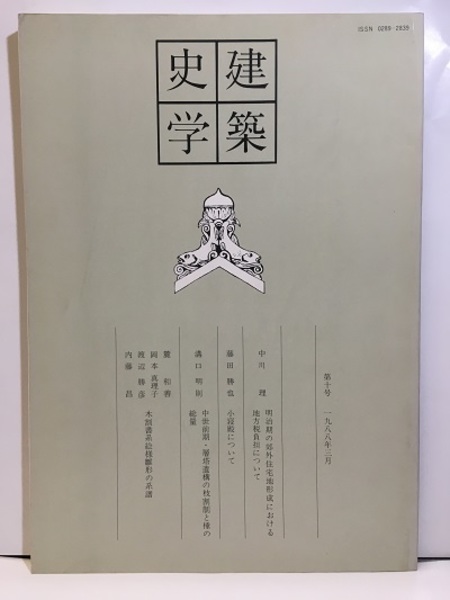 ISSN 0289-2839
建築
史学
第十号 一九八八年三月
中川 理
明治期の郊外住宅地形成における
地方税負担について
藤田勝也
小寝殿について
溝口明則
中世前期・層塔遺構の枝割制と棰の
総量
麓 和善
岡本真理子
渡辺勝彦
内藤 昌
木割書系絵様雛形の系譜